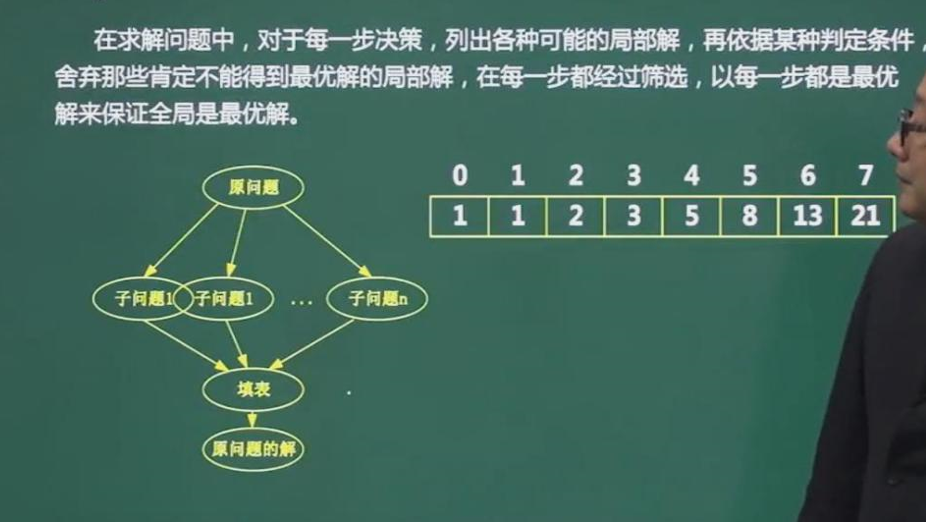 在求解问题中，对于每一步决策，列出各种可能的局部解，再依据某种判定条件，
舍弃那些肯定不能得到最优解的局部解，在每一步都经过筛选，以每一步都是最优
解来保证全局是最优解。
原问题
0 1 2 3 4 5 6 7
1 1 2 3 5 8 13 21
子问题1 子问题1 ... 子问题n
填表
原问题的解